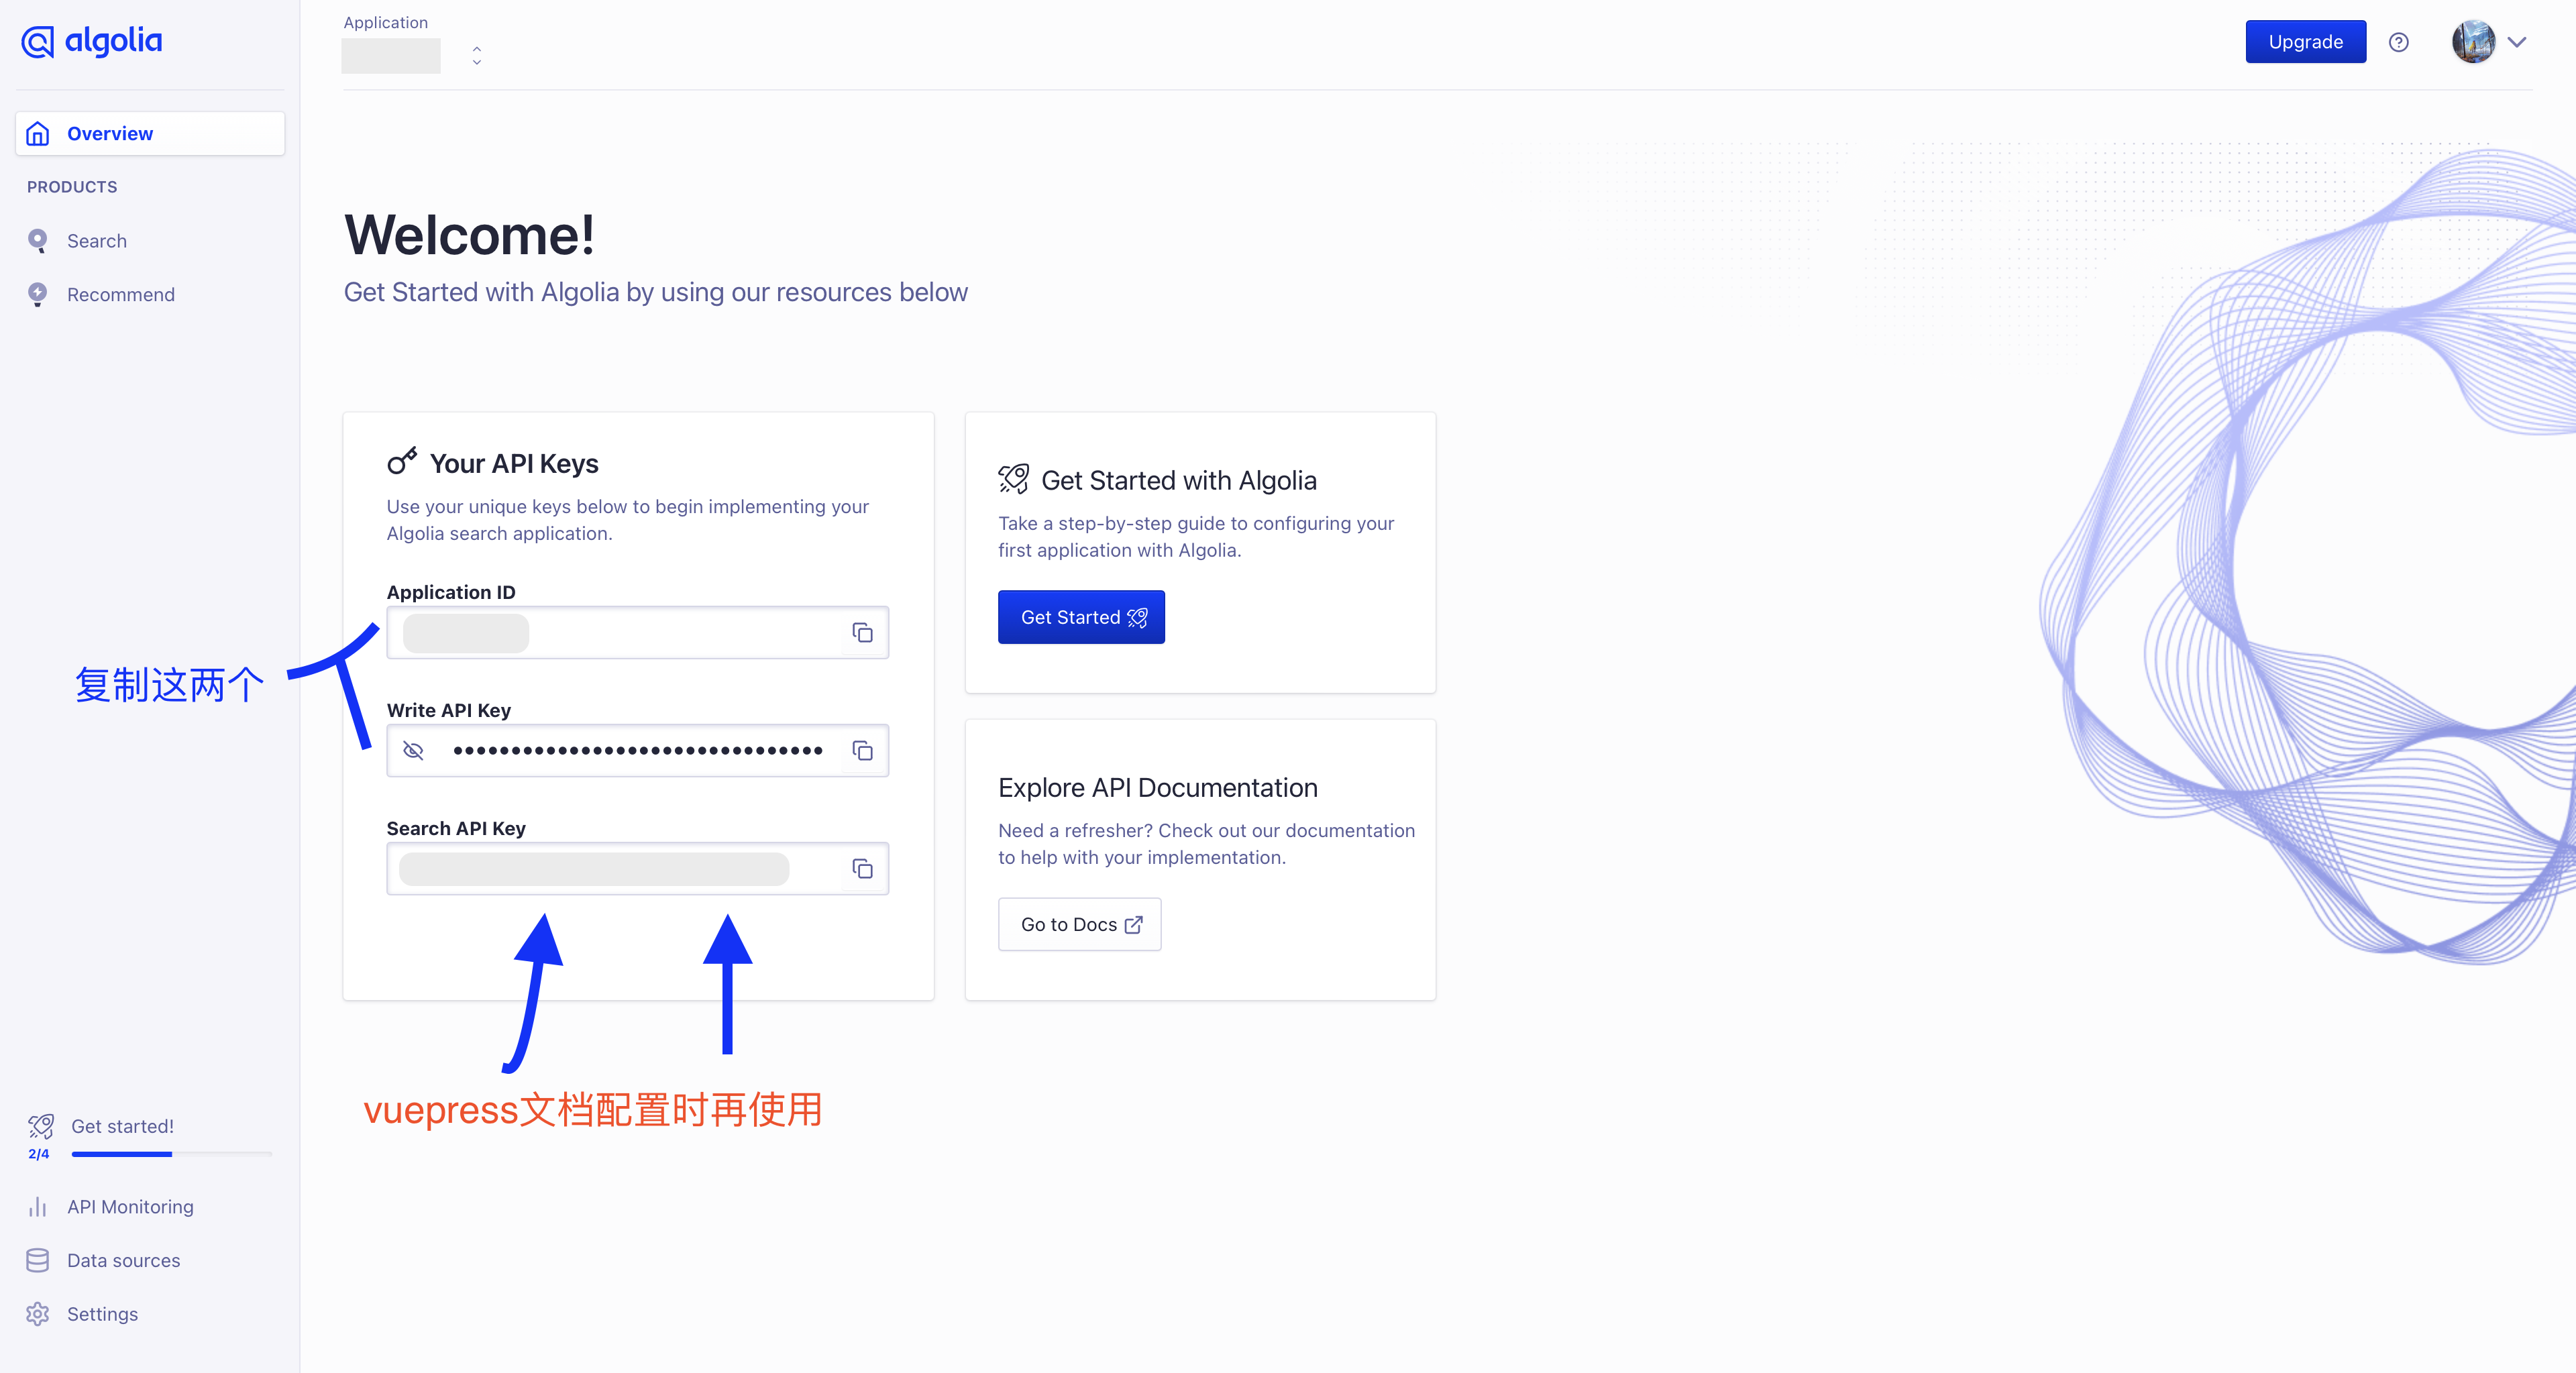 algolia
Application
Upgrade
Overview
PRODUCTS
Search
Recommend
Welcome!
Get Started with Algolia by using our resources below
Your API Keys
Use your unique keys below to begin implementing your
Algolia search application.
Application ID
复制这两个
Write API Key
••••••••••••••••••••••••••••••••
Search API Key
vuepress文档配置时再使用
Get Started with Algolia
Take a step-by-step guide to configuring your
first application with Algolia.
Get Started
Explore API Documentation
Need a refresher? Check out our documentation
to help with your implementation.
Go to Docs
Get started!
2/4
API Monitoring
Data sources
Settings